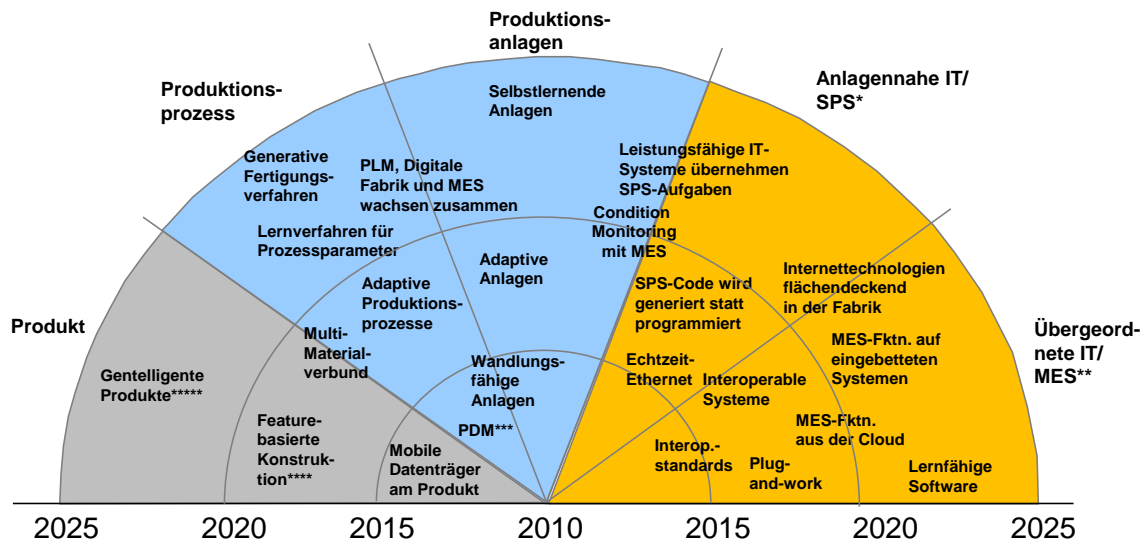 Produktions-
anlagen
Produktions-
prozess
Anlagennahe IT/
SPS*
Selbstlernende
Anlagen
Generative
Fertigungs-
verfahren
PLM, Digitale
Fabrik und MES
wachsen zusammen
Leistungsfähige IT-
Systeme übernehmen
SPS-Aufgaben
Lernverfahren für
Prozessparameter
Condition
Monitoring
mit MES
Adaptive
Anlagen
Internettechnologien
flächendeckend
in der Fabrik
Adaptive
Produktions-
prozesse
SPS-Code wird
generiert statt
programmiert
Produkt
Multi-
Material-
verbund
Übergeord-
nete IT/
MES**
MES-Fktn. auf
eingebetteten
Systemen
Gentelligente
Produkte*****
Wandlungs-
fähige
Anlagen
Echtzeit-
Ethernet
Interoperable
Systeme
Feature-
basierte
Konstruk-
tion****
PDM***
Mobile
Datenträger
am Produkt
Interop.-
standards
MES-Fktn.
aus der Cloud
Plug-
and-work
Lernfähige
Software
2025 2020 2015 2010 2015 2020 2025